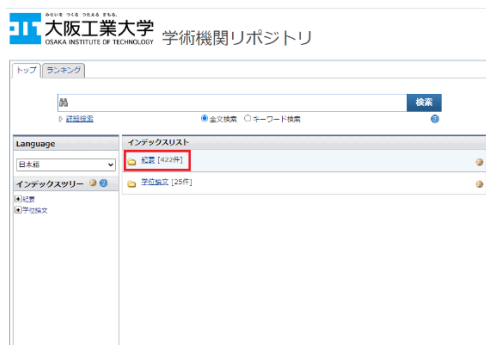 みらいを つくる つたえる まもる。
大阪工業大学
OSAKA INSTITUTE OF TECHNOLOGY
学術機関リポジトリ
トップ
ランキング
検索
詳細検索
全文検索 キーワード検索
Language
日本語
インデックスツリー
紀要
学位論文
インデックスリスト
紀要 [422件]
学位論文 [25件]